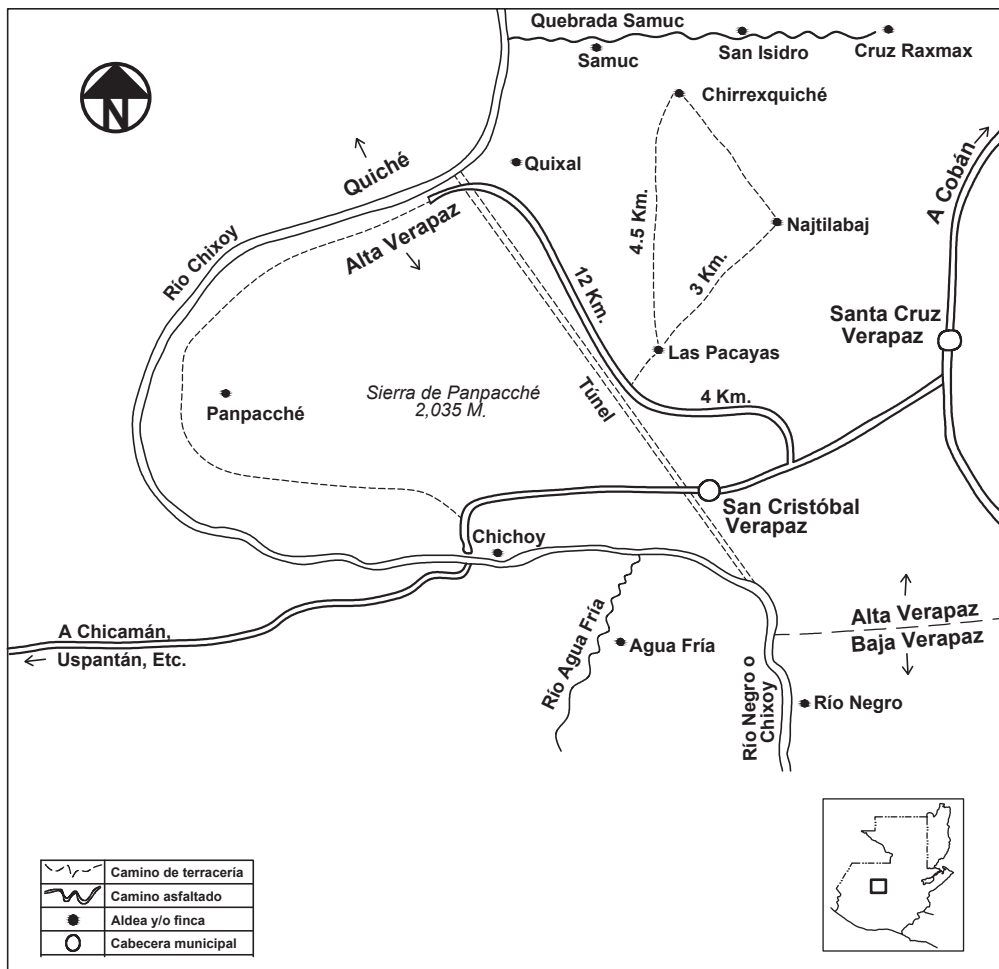 Quebrada Samuc
Samuc
San Isidro
Cruz Raxmax
N
Chirrexquiché
Quiché
Quixal
A Cobán
Río Chixoy
Alta Verapaz
4.5 Km.
Najtilabaj
3 Km.
12 Km.
Santa Cruz
Verapaz
Las Pacayas
Panpacché
Sierra de Panpacché
2,035 M.
Túnel
4 Km.
San Cristóbal
Verapaz
Chichoy
A Chicamán,
Uspantán, Etc.
Río Agua Fría
Agua Fría
Alta Verapaz
Baja Verapaz
Río Negro o
Chixoy
Río Negro
Camino de terracería
Camino asfaltado
Aldea y/o finca
Cabecera municipal